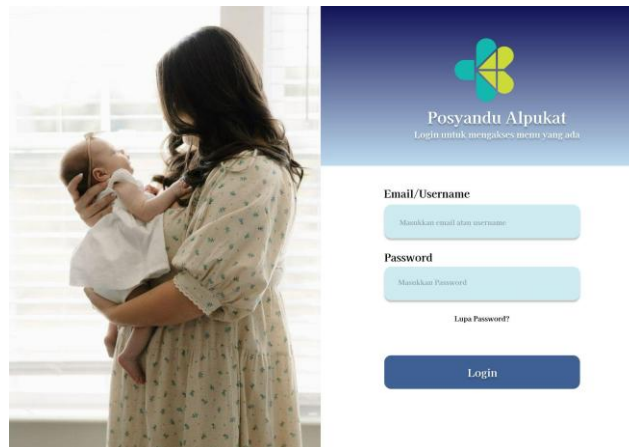 Posyandu Alpukat
Login untuk mengakses menu yang ada
Email/Username
Masukkan email atau username
Password
Masukkan Password
Lupa Password?
Login